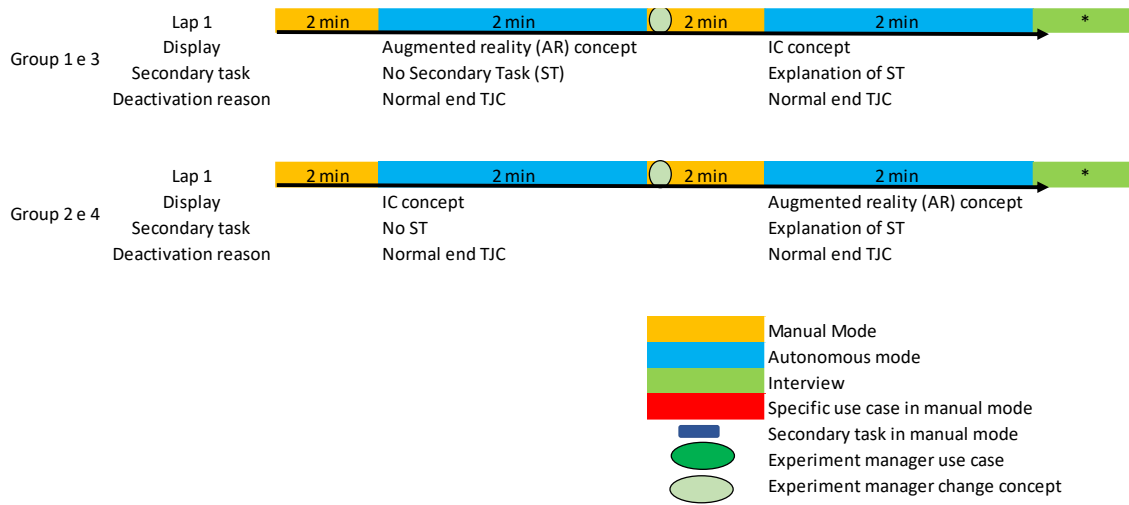 Lap 1 2 min 2 min 2 min 2 min *
Display Augmented reality (AR) concept IC concept
Group 1 e 3
Secondary task No Secondary Task (ST) Explanation of ST
Deactivation reason Normal end TJC Normal end TJC
Lap 1 2 min 2 min 2 min 2 min *
Display IC concept Augmented reality (AR) concept
Group 2 e 4
Secondary task No ST Explanation of ST
Deactivation reason Normal end TJC Normal end TJC
Manual Mode
Autonomous mode
Interview
Specific use case in manual mode
Secondary task in manual mode
Experiment manager use case
Experiment manager change concept